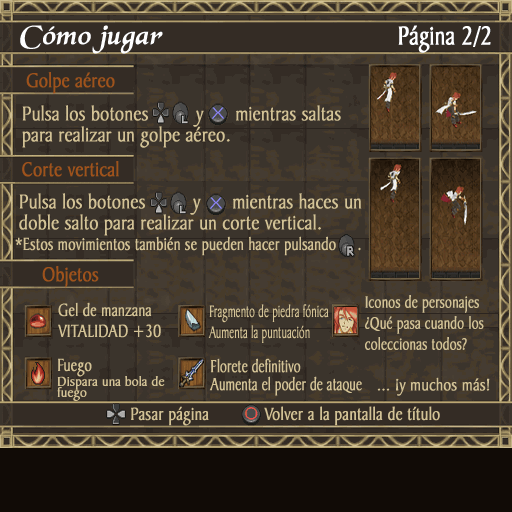 Cómo jugar
Página 2/2
Golpe aéreo
Pulsa los botones L y mientras saltas
para realizar un golpe aéreo.
Corte vertical
Pulsa los botones L y mientras haces un
doble salto para realizar un corte vertical.
*Estos movimientos también se pueden hacer pulsando R.
Objetos
Gel de manzana
VITALIDAD +30
Fragmento de piedra fónica
Aumenta la puntuación
Iconos de personajes
¿Qué pasa cuando los
coleccionas todos?
Fuego
Dispara una bola de
fuego
Florete definitivo
Aumenta el poder de ataque
... ¡y muchos más!
Pasar página
Volver a la pantalla de título